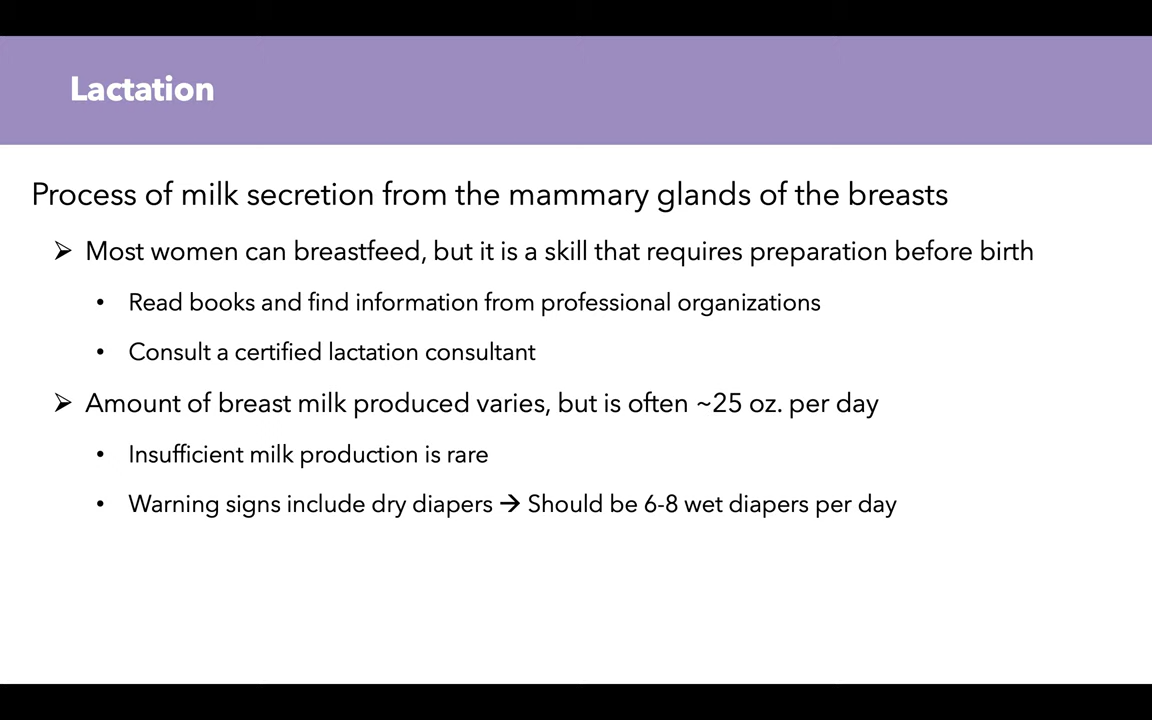 Lactation
Process of milk secretion from the mammary glands of the breasts
➢ Most women can breastfeed, but it is a skill that requires preparation before birth
• Read books and find information from professional organizations
• Consult a certified lactation consultant
➢ Amount of breast milk produced varies, but is often ~25 oz. per day
• Insufficient milk production is rare
• Warning signs include dry diapers → Should be 6-8 wet diapers per day